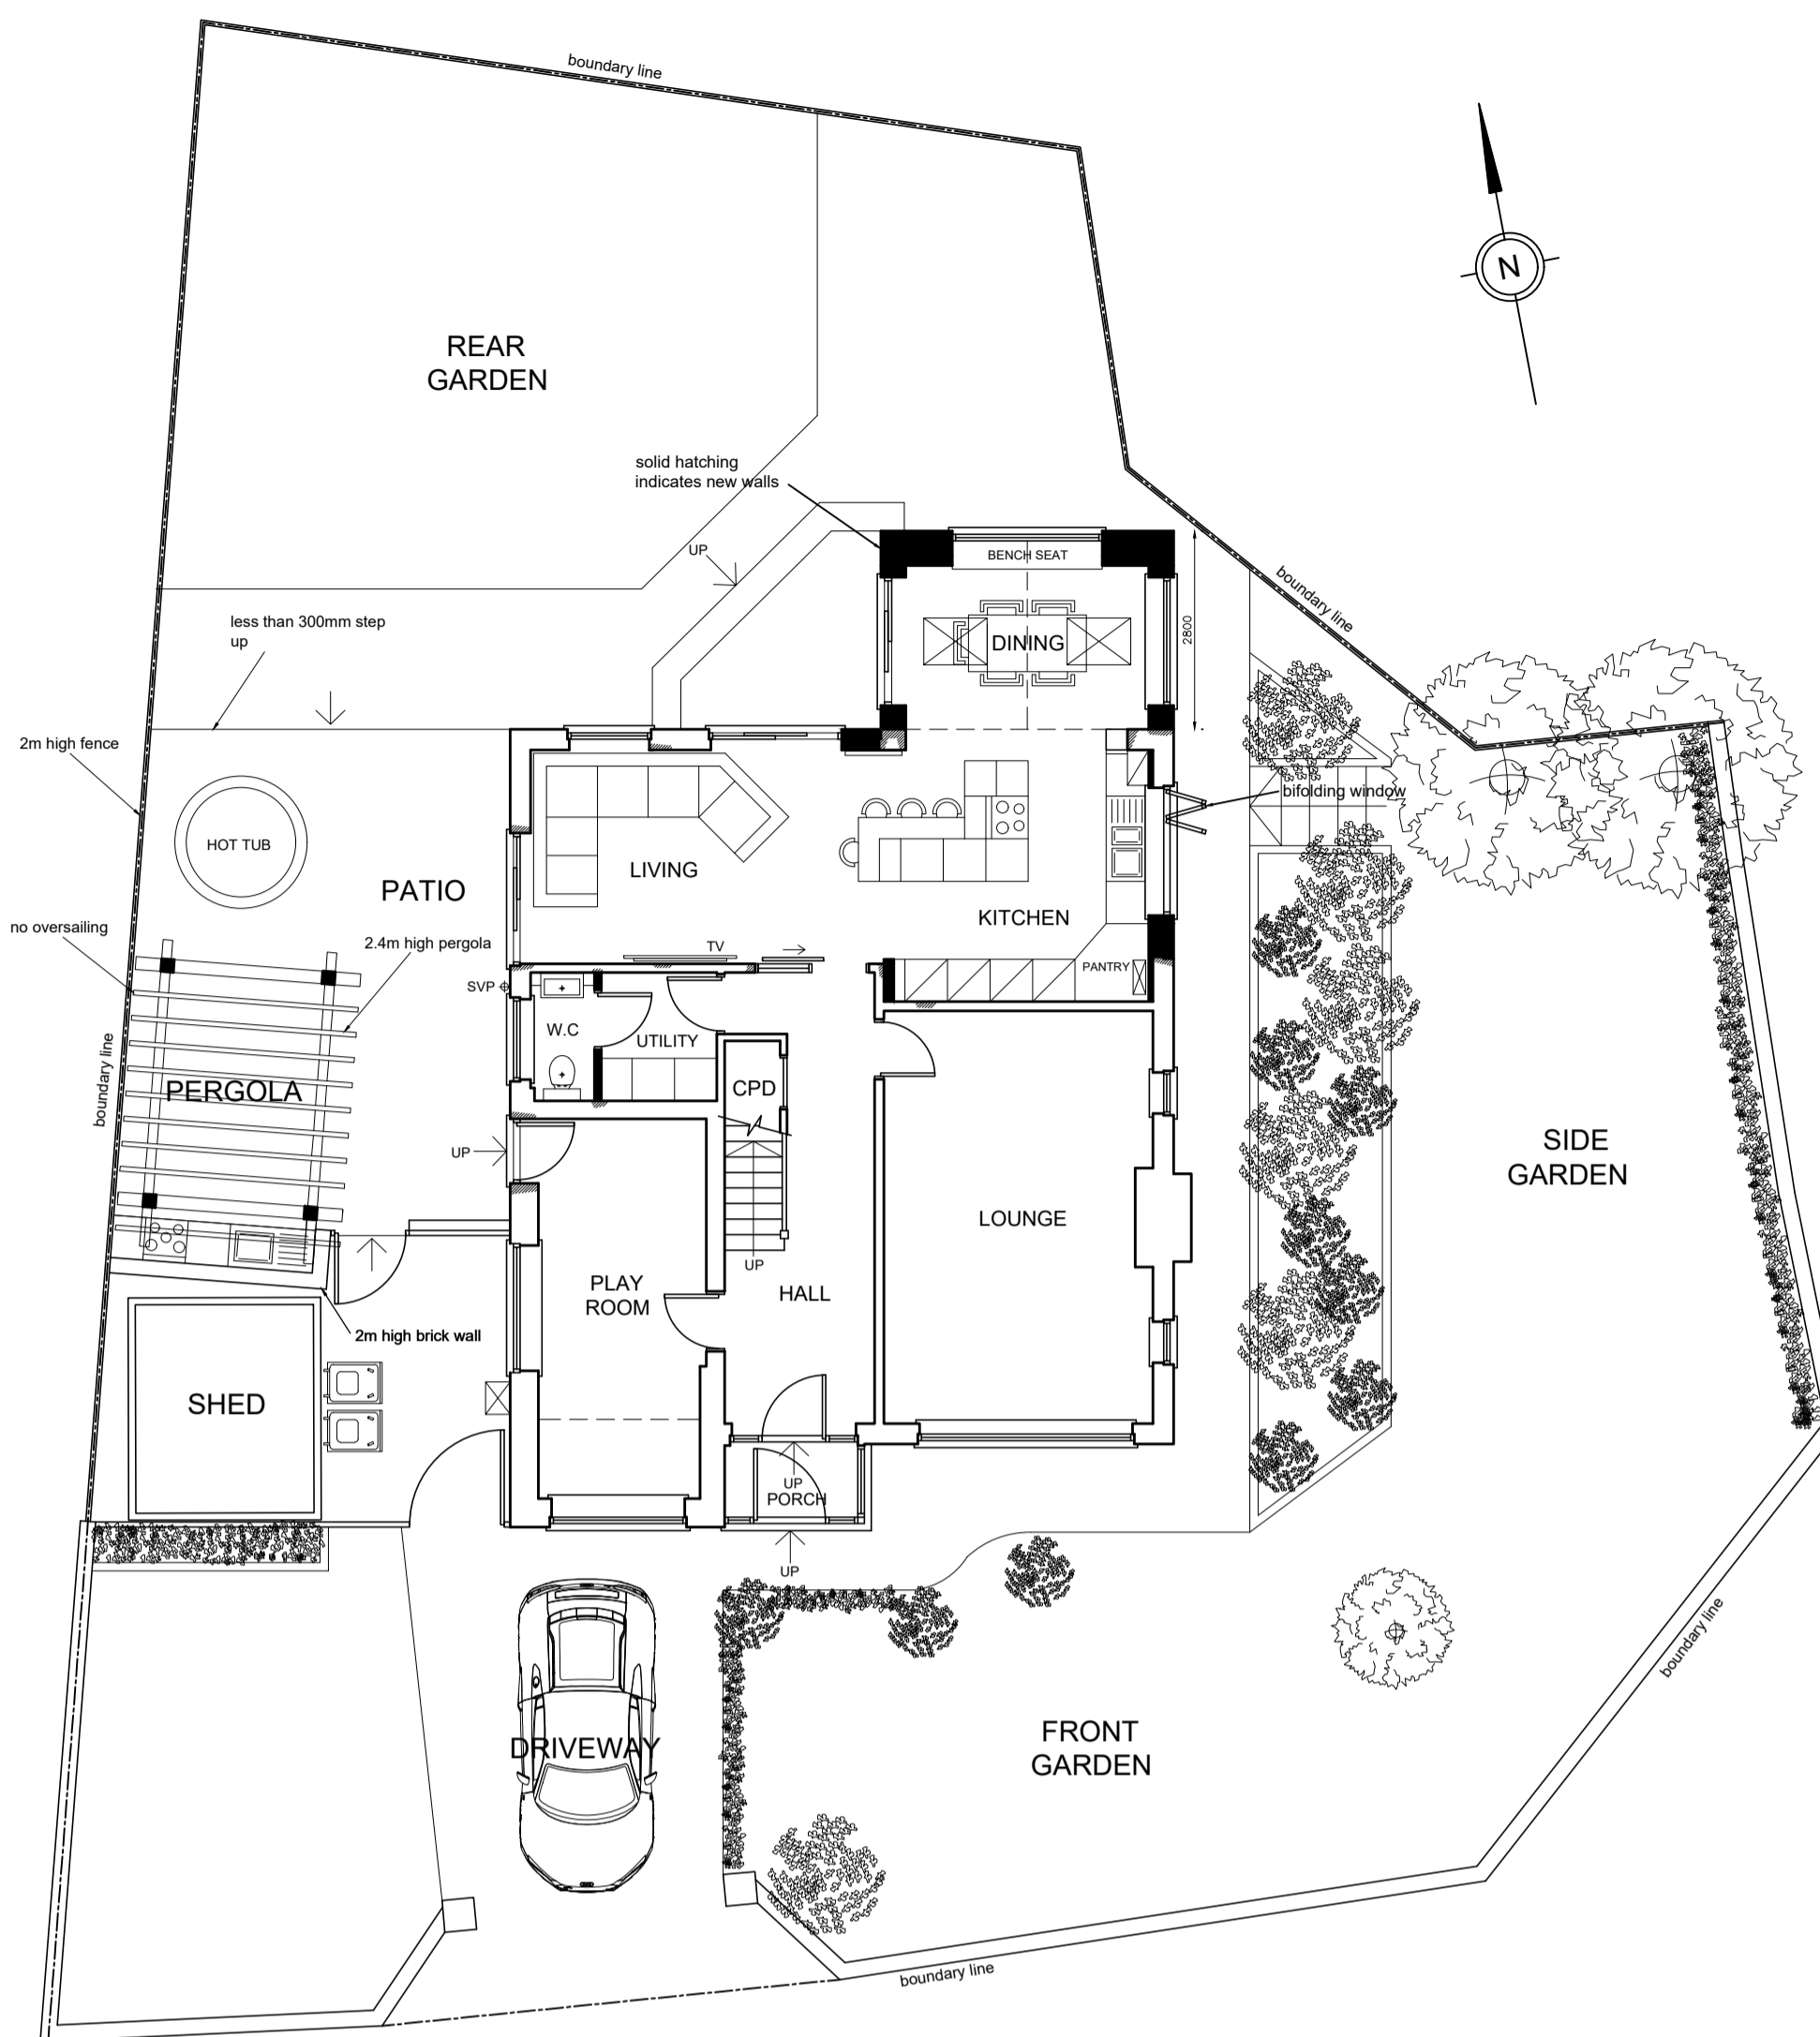 boundary line
N
REAR
GARDEN
solid hatching
indicates new walls
UP
BENCH SEAT
boundary line
less than 300mm step
up
DINING
2800
2m high fence
bifolding window
HOT TUB
LIVING
PATIO
KITCHEN
no oversailing
2.4m high pergola
TV
PANTRY
SVP
W.C
UTILITY
boundary line
PERGOLA
CPD
UP
SIDE
GARDEN
LOUNGE
UP
PLAY
ROOM
HALL
2m high brick wall
SHED
UP
PORCH
UP
boundary line
DRIVEWAY
FRONT
GARDEN
boundary line